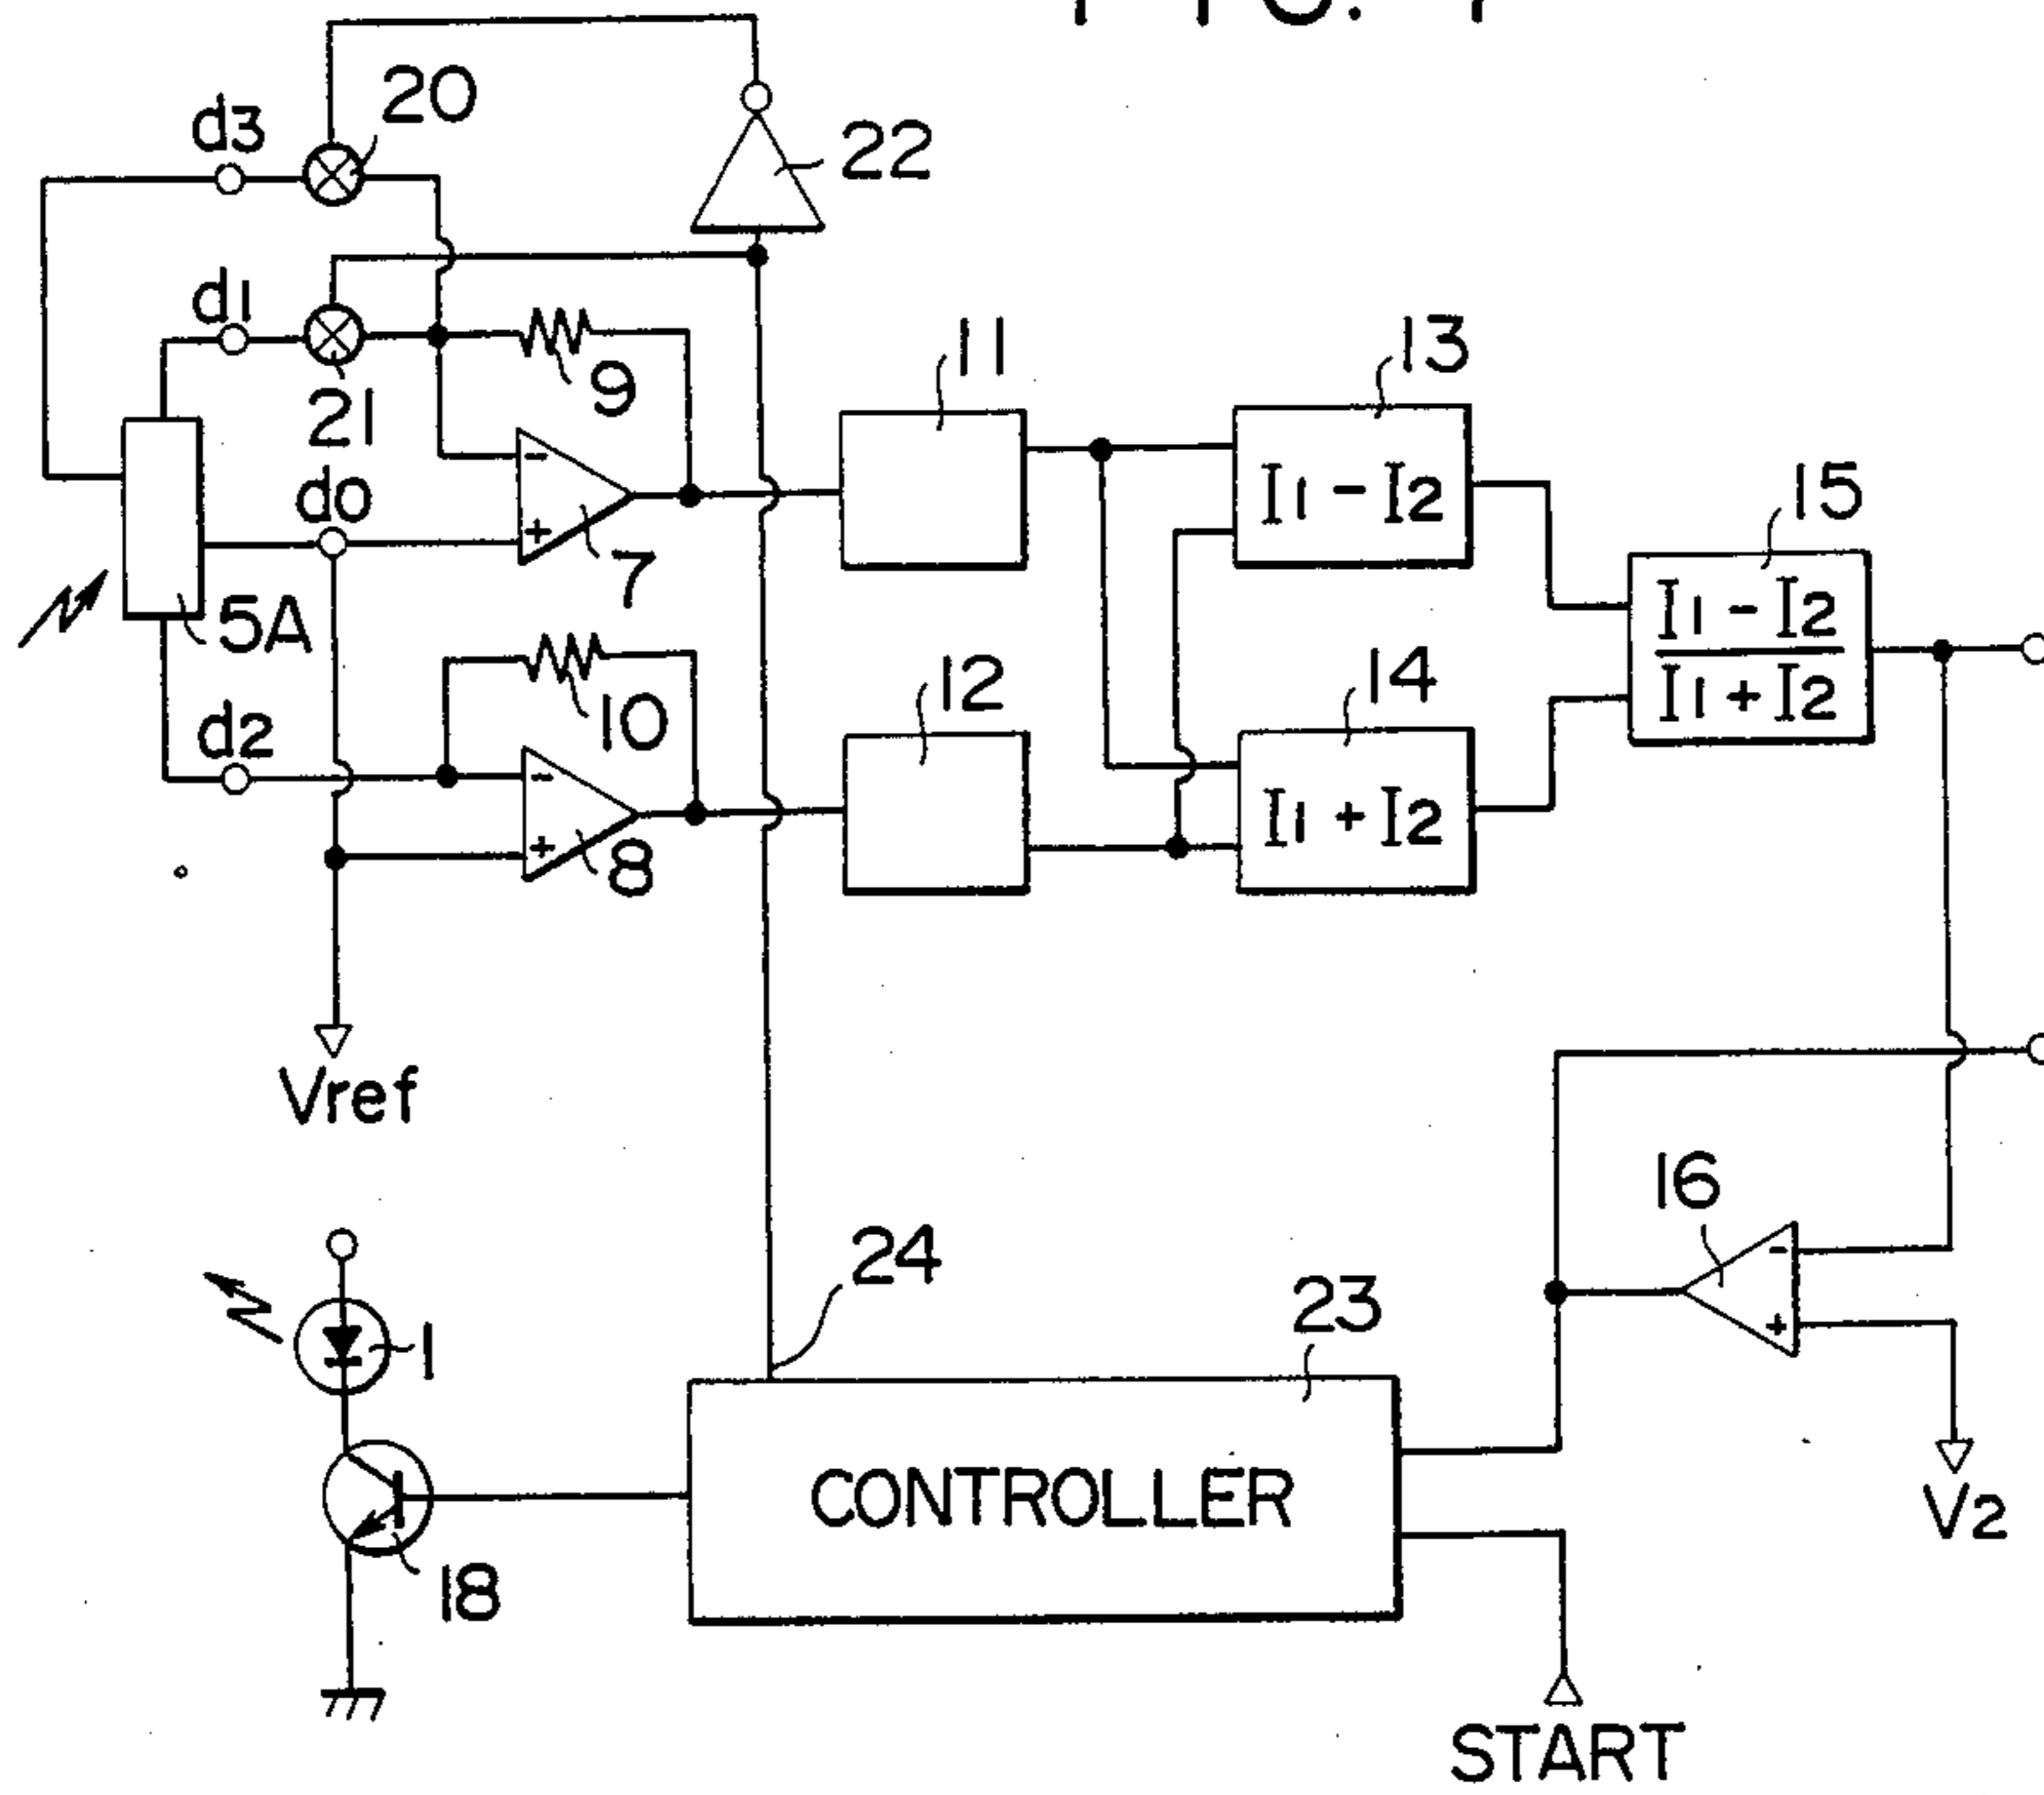 20
d3
22
d1
21
9
11
13
d0
-
+
7
I1 - I2
15
5A
I1 - I2
I1 + I2
d2
10
12
14
-
+
8
I1 + I2
Vref
16
-
+
24
23
1
CONTROLLER
V2
18
START